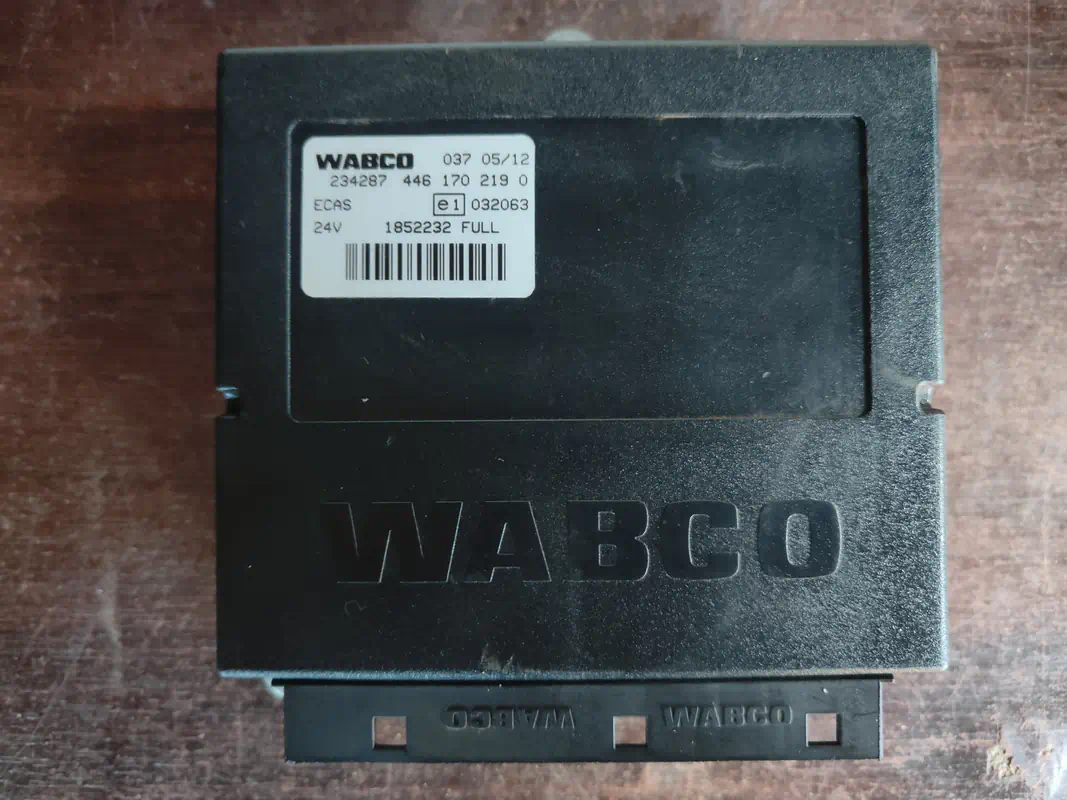 WABCO 037 05/12
234287 446 170 219 0
ECAS e1 032063
24V 1852232 FULL
WABCO
WABCO WABCO